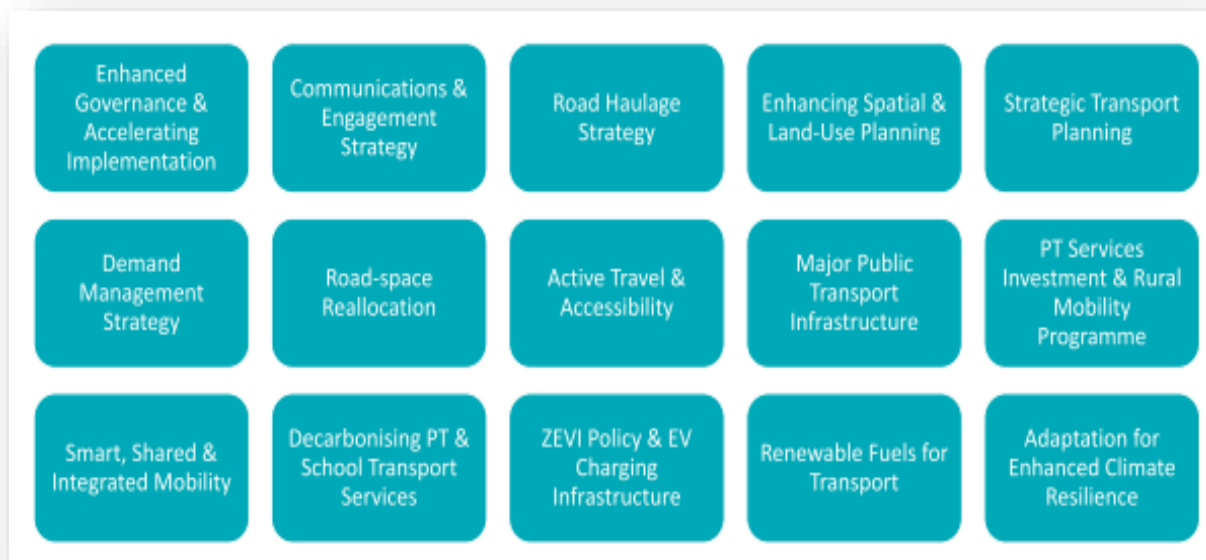 Enhanced
Governance &
Accelerating
Implementation
Communications &
Engagement
Strategy
Road Haulage
Strategy
Enhancing Spatial &
Land-Use Planning
Strategic Transport
Planning
Demand
Management
Strategy
Road-space
Reallocation
Active Travel &
Accessibility
Major Public
Transport
Infrastructure
PT Services
Investment & Rural
Mobility
Programme
Smart, Shared &
Integrated Mobility
Decarbonising PT &
School Transport
Services
ZEVI Policy & EV
Charging
Infrastructure
Renewable Fuels for
Transport
Adaptation for
Enhanced Climate
Resilience